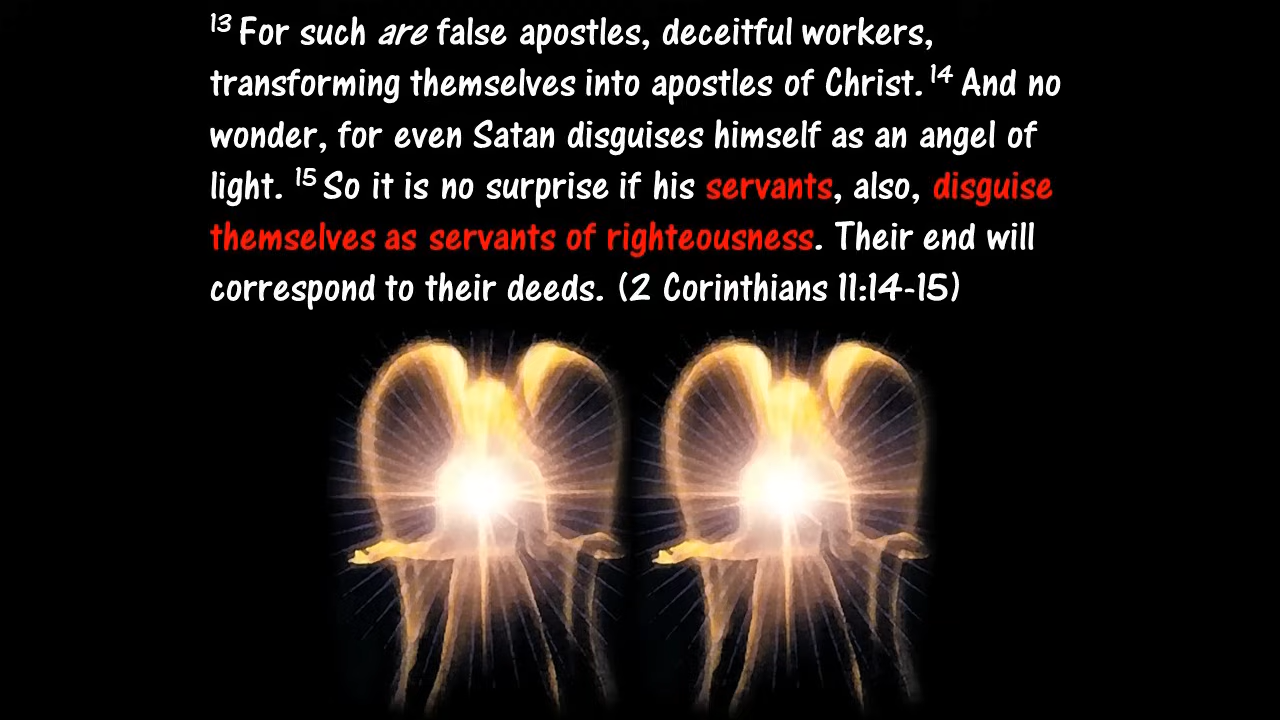 13 For such are false apostles, deceitful workers,
transforming themselves into apostles of Christ. 14 And no
wonder, for even Satan disguises himself as an angel of
light. 15 So it is no surprise if his servants, also, disguise
themselves as servants of righteousness. Their end will
correspond to their deeds. (2 Corinthians 11:14-15)